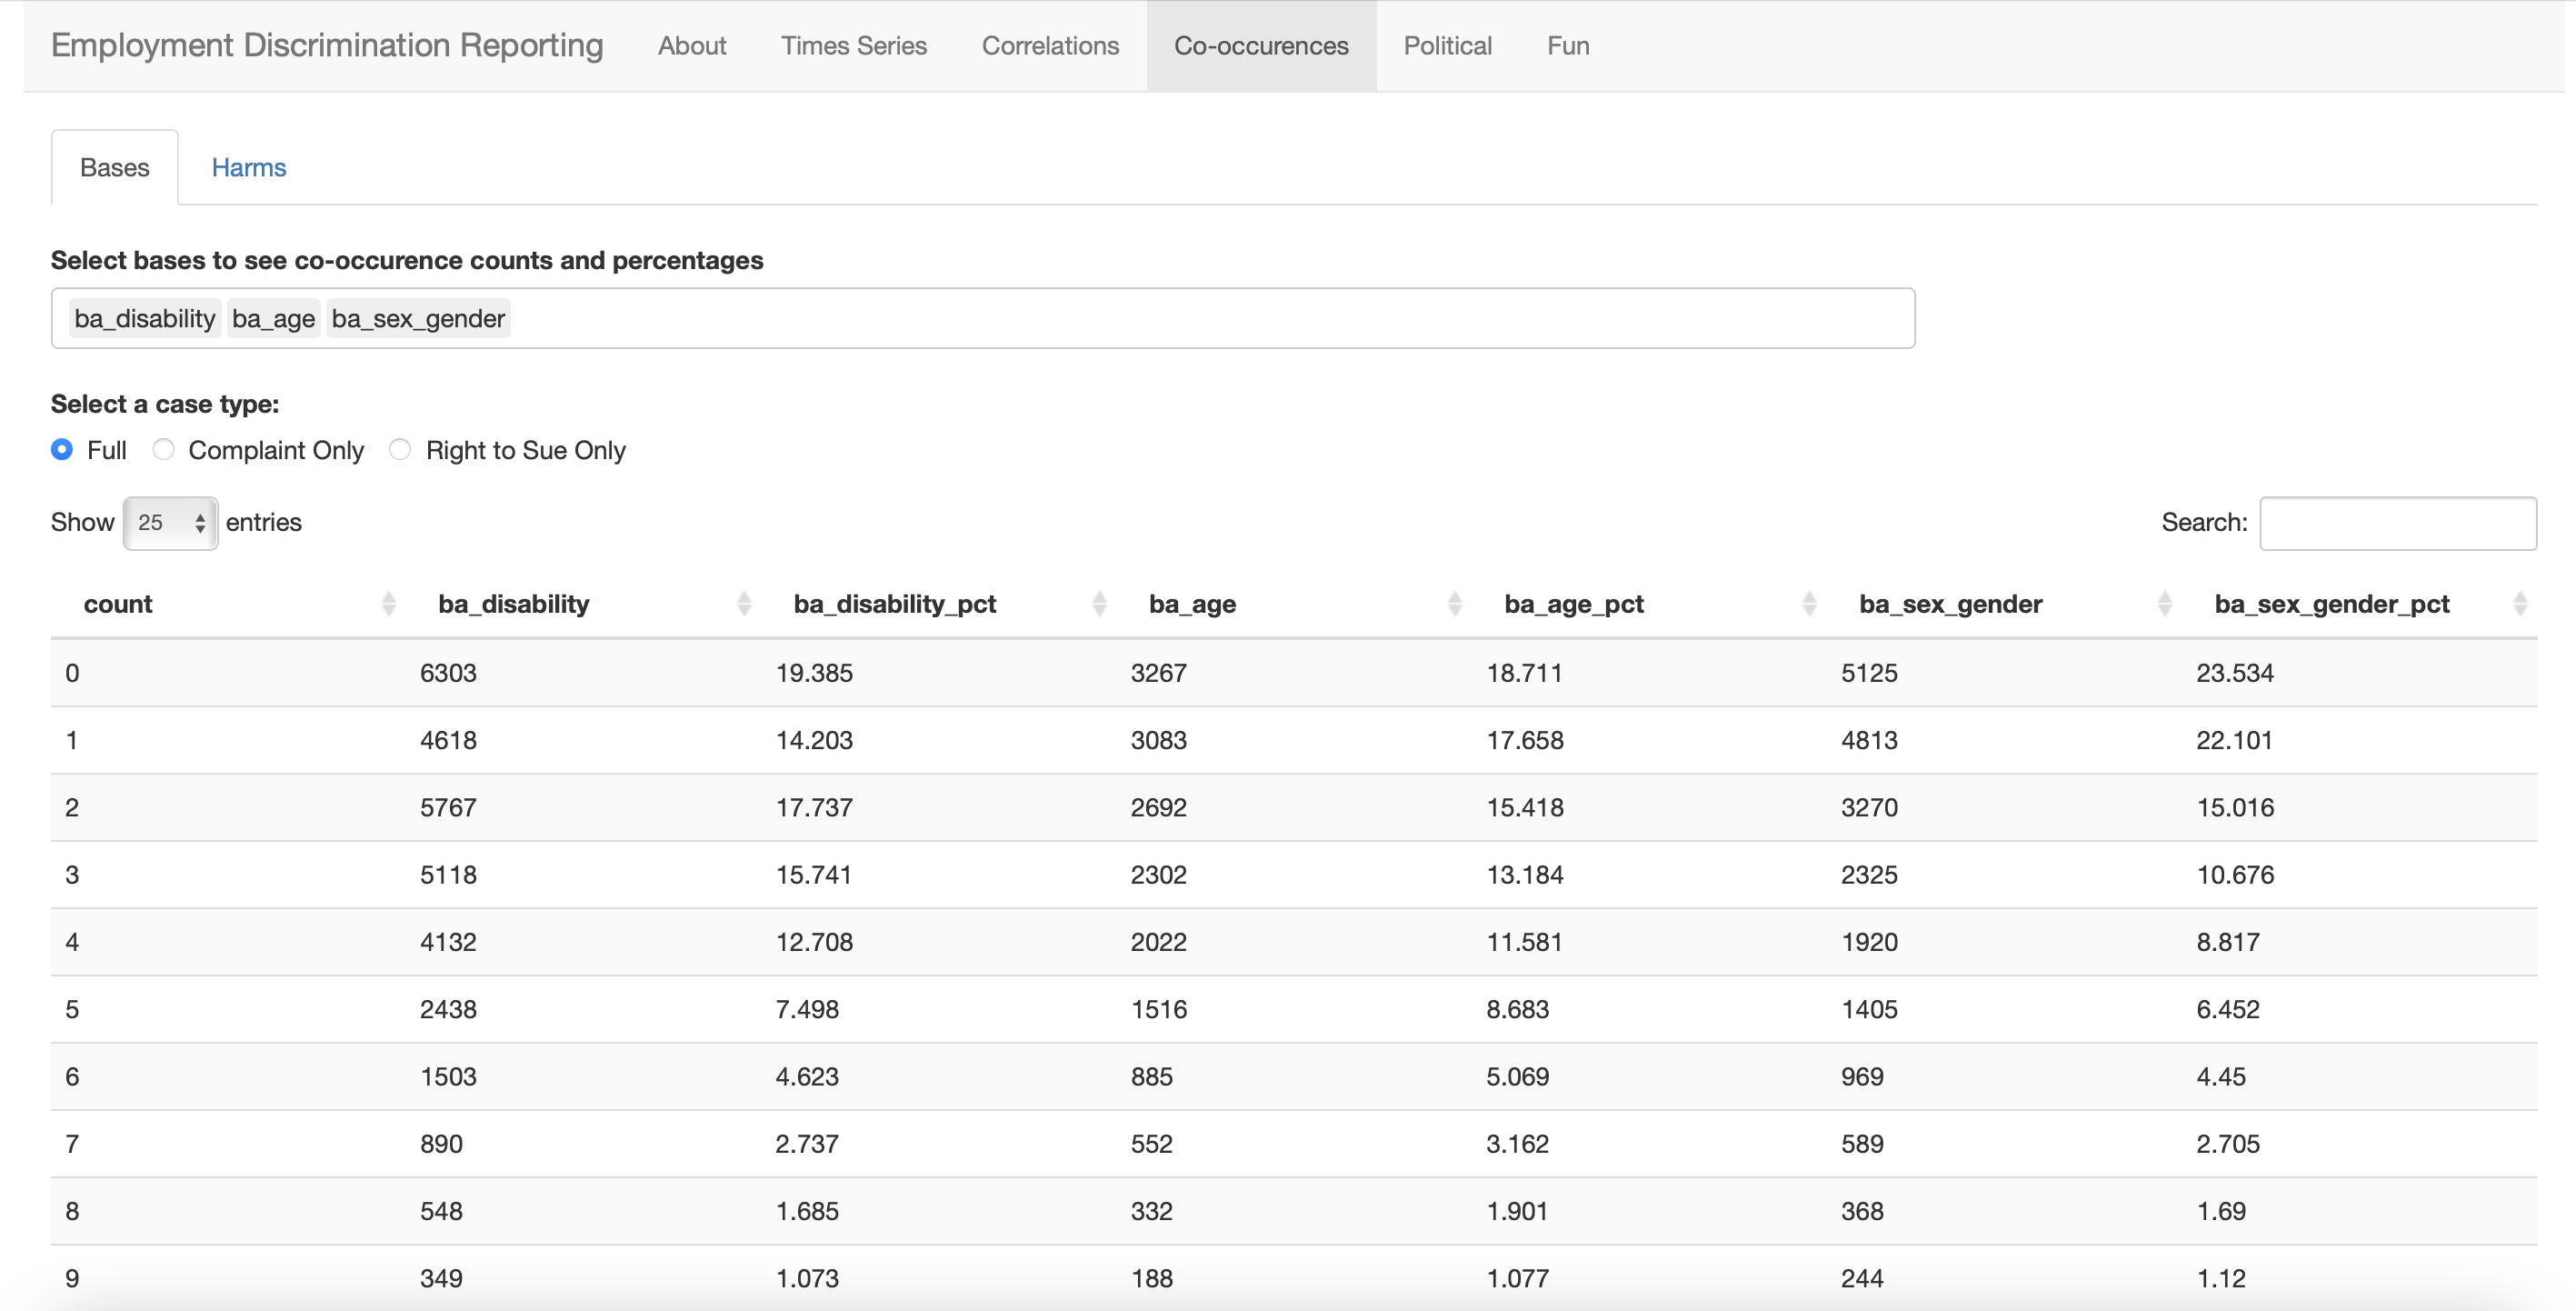 Employment Discrimination Reporting About Times Series Correlations Co-occurences Political Fun
Bases Harms
Select bases to see co-occurence counts and percentages
ba_disability ba_age ba_sex_gender
Select a case type:
Full Complaint Only Right to Sue Only
Show 25 entries Search:
count ba_disability ba_disability_pct ba_age ba_age_pct ba_sex_gender ba_sex_gender_pct
0 6303 19.385 3267 18.711 5125 23.534
1 4618 14.203 3083 17.658 4813 22.101
2 5767 17.737 2692 15.418 3270 15.016
3 5118 15.741 2302 13.184 2325 10.676
4 4132 12.708 2022 11.581 1920 8.817
5 2438 7.498 1516 8.683 1405 6.452
6 1503 4.623 885 5.069 969 4.45
7 890 2.737 552 3.162 589 2.705
8 548 1.685 332 1.901 368 1.69
9 349 1.073 188 1.077 244 1.12